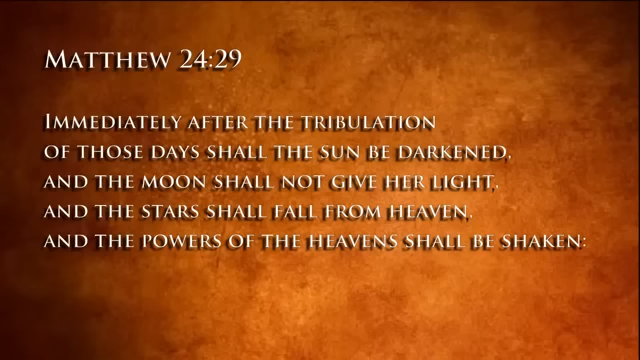 Matthew 24:29
Immediately after the tribulation
of those days shall the sun be darkened,
and the moon shall not give her light,
and the stars shall fall from heaven,
and the powers of the heavens shall be shaken: